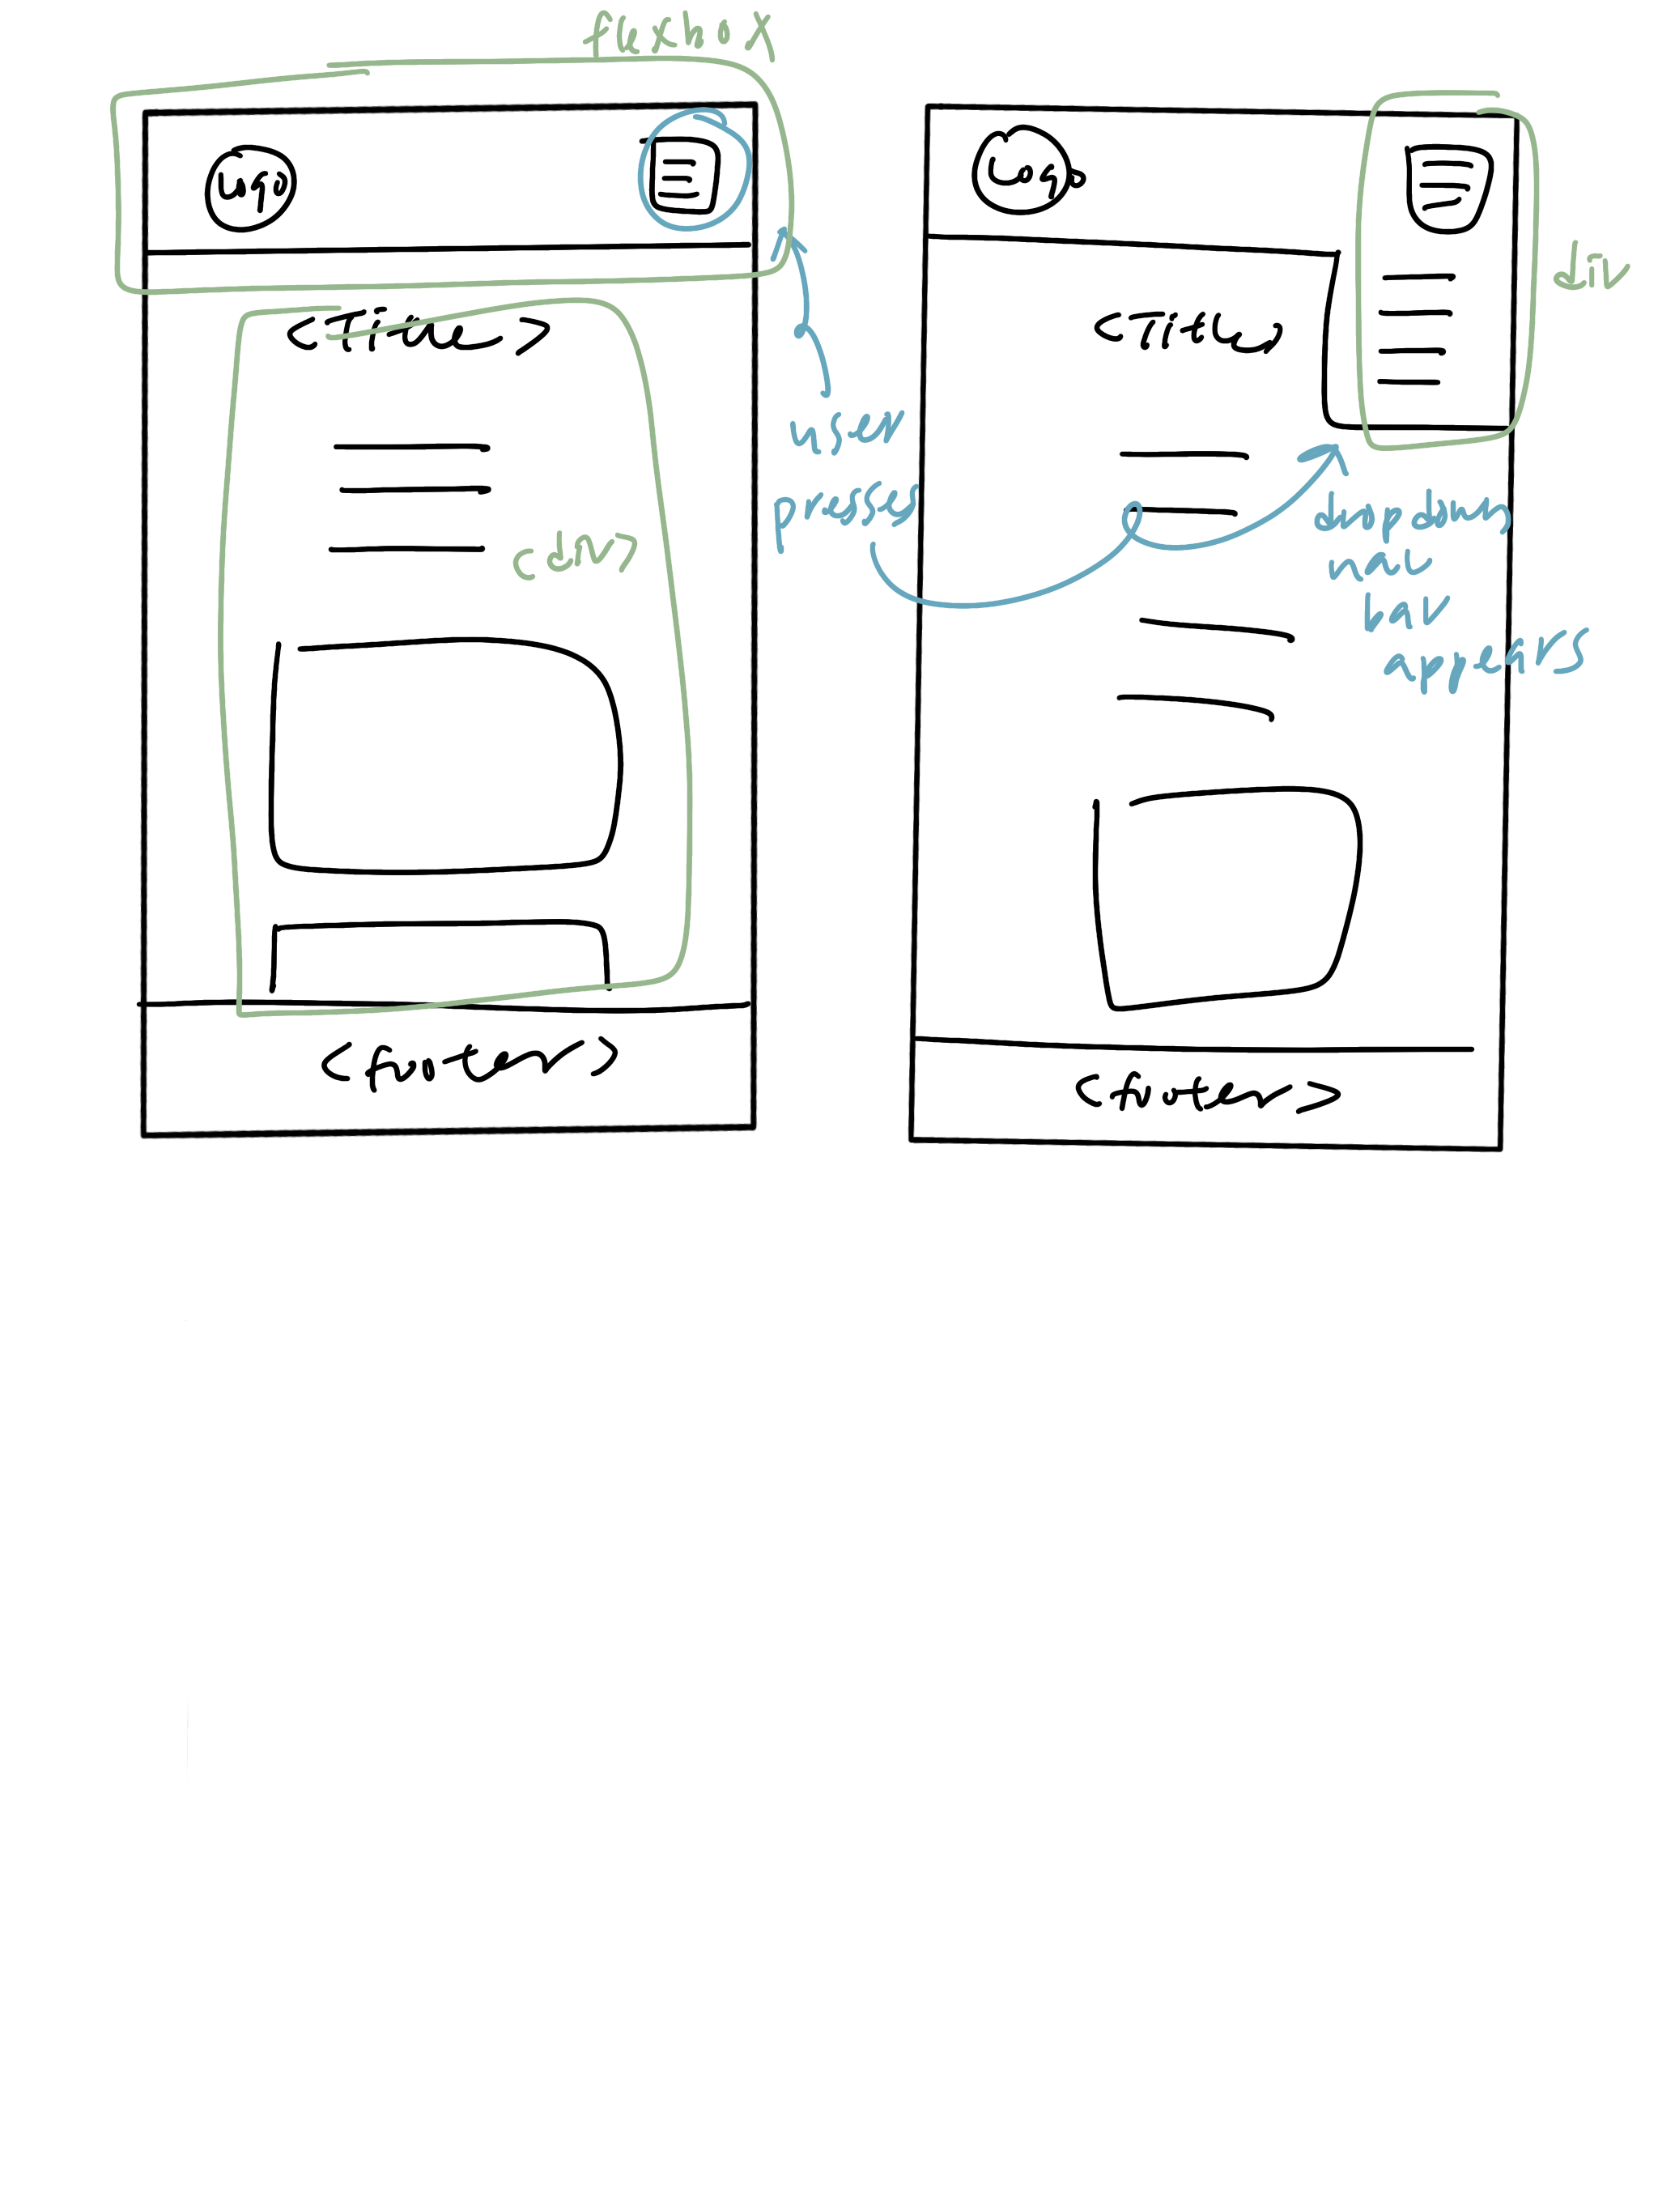 flexbox
Logo
<Title>
<div>
<footer>
user
presses
Logo
<Title>
div
dropdown
nav
bar
appears
<footer>